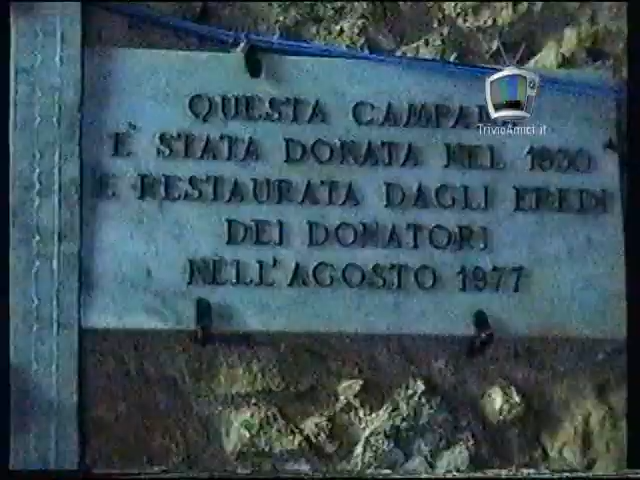 QUESTA
È STATA DONATA NEL
E RESTAURATA DAGLI EREDI
DEI DONATORI
NELL'AGOSTO 1977
TrivioAmici.it